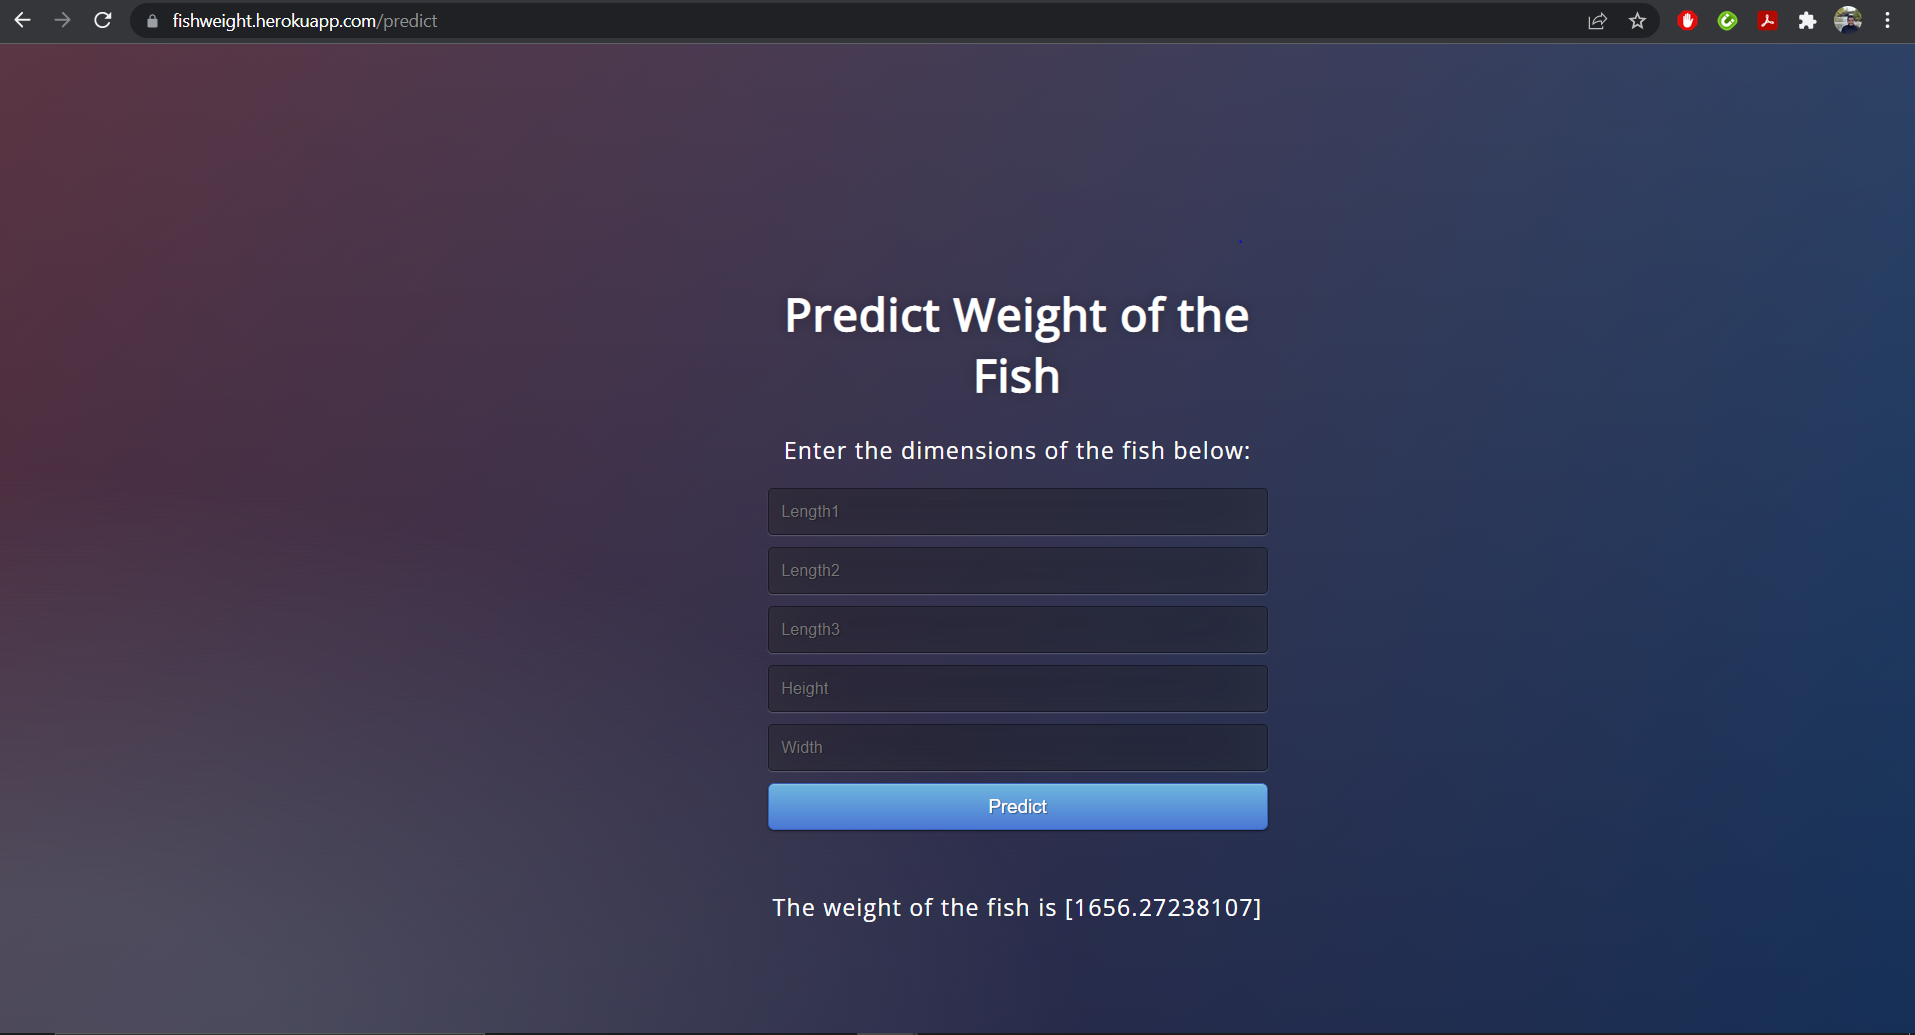 fishweight.herokuapp.com/predict
Predict Weight of the
Fish
Enter the dimensions of the fish below:
Length1
Length2
Length3
Height
Width
Predict
The weight of the fish is [1656.27238107]